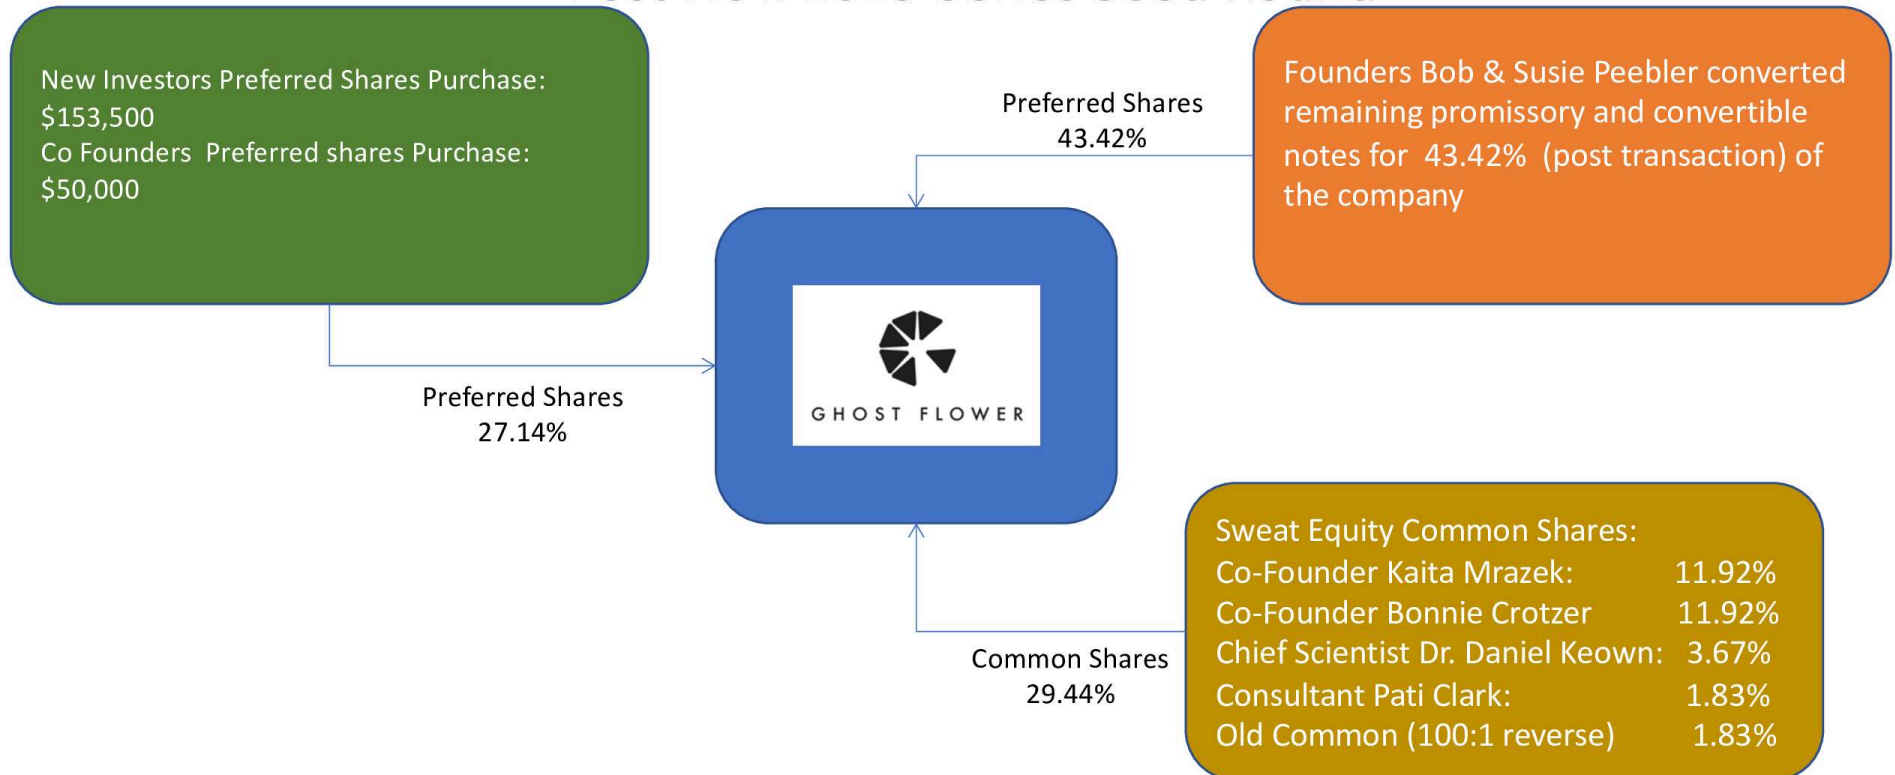 New Investors Preferred Shares Purchase:
$153,500
Co Founders Preferred shares Purchase:
$50,000
Preferred Shares
43.42%
Founders Bob & Susie Peebler converted
remaining promissory and convertible
notes for 43.42% (post transaction) of
the company
GHOST FLOWER
Preferred Shares
27.14%
Common Shares
29.44%
Sweat Equity Common Shares:
Co-Founder Kaita Mrazek: 11.92%
Co-Founder Bonnie Crotzer 11.92%
Chief Scientist Dr. Daniel Keown: 3.67%
Consultant Pati Clark: 1.83%
Old Common (100:1 reverse) 1.83%